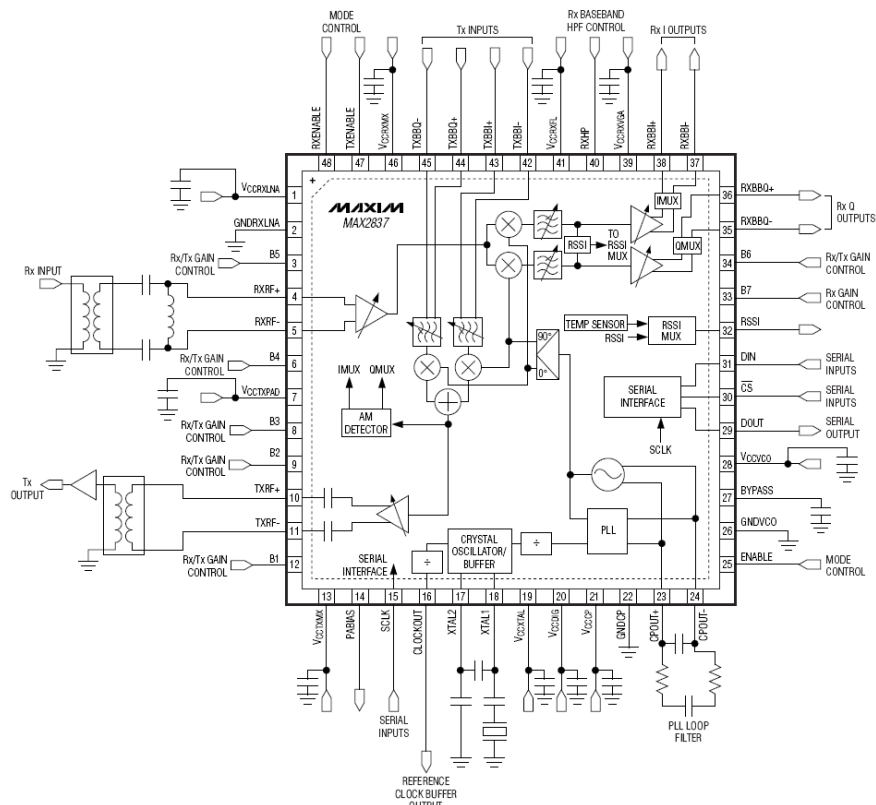 MODE
CONTROL
Tx INPUTS
Rx BASEBAND
HPF CONTROL
Rx I OUTPUTS
RXENABLE
TXENABLE
VCCRXMX
TXBBQ-
TXBBQ+
TXBBI+
TXBBI-
VCCRXFL
RXHP
VCCRXVGA
RXBBI+
RXBBI-
48
47
46
45
44
43
42
41
40
39
38
37
VCCRXLNA
1
+
MAXIM
MAX2837
IMUX
36
RXBBQ+
Rx Q
OUTPUTS
GNDRXLNA
2
RSSI
TO
RSSI
MUX
QMUX
35
RXBBQ-
Rx/Tx GAIN
CONTROL
B5
3
34
B6
Rx/Tx GAIN
CONTROL
Rx INPUT
RXRF+
4
33
B7
Rx GAIN
CONTROL
RXRF-
5
TEMP SENSOR
RSSI
RSSI
MUX
32
RSSI
90°
0°
Rx/Tx GAIN
CONTROL
B4
6
31
DIN
SERIAL
INPUTS
VCCTXPAD
7
IMUX
QMUX
SERIAL
INTERFACE
30
CS
SERIAL
INPUTS
Rx/Tx GAIN
CONTROL
B3
8
AM
DETECTOR
SCLK
29
DOUT
SERIAL
OUTPUT
Rx/Tx GAIN
CONTROL
B2
9
28
VCCVCO
Tx
OUTPUT
TXRF+
10
27
BYPASS
TXRF-
11
CRYSTAL
OSCILLATOR/
BUFFER
÷
÷
PLL
26
GNDVCO
Rx/Tx GAIN
CONTROL
B1
12
SERIAL
INTERFACE
25
ENABLE
MODE
CONTROL
13
14
15
16
17
18
19
20
21
22
23
24
VCCTXMX
PABIAS
SCLK
CLOCKOUT
XTAL2
XTAL1
VCCXTAL
VCCDIG
VCCCP
GNDCP
CPOUT+
CPOUT-
SERIAL
INPUTS
PLL LOOP
FILTER
REFERENCE
CLOCK BUFFER
OUTPUT